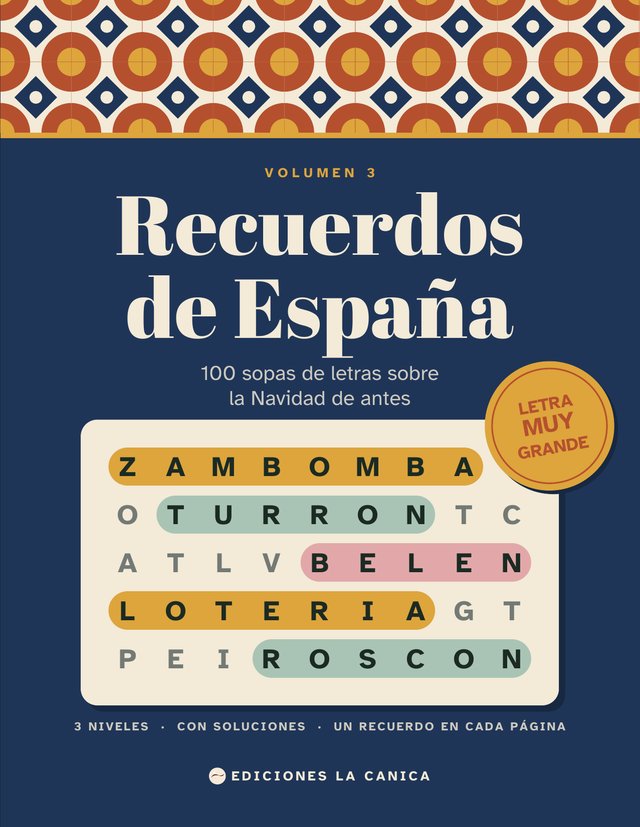 VOLUMEN 3
Recuerdos
de España
100 sopas de letras sobre
la Navidad de antes
LETRA
MUY
GRANDE
Z A M B O M B A
O T U R R O N T C
A T L V B E L E N
L O T E R I A G T
P E I R O S C O N
3 NIVELES · CON SOLUCIONES · UN RECUERDO EN CADA PÁGINA
EDICIONES LA CANICA